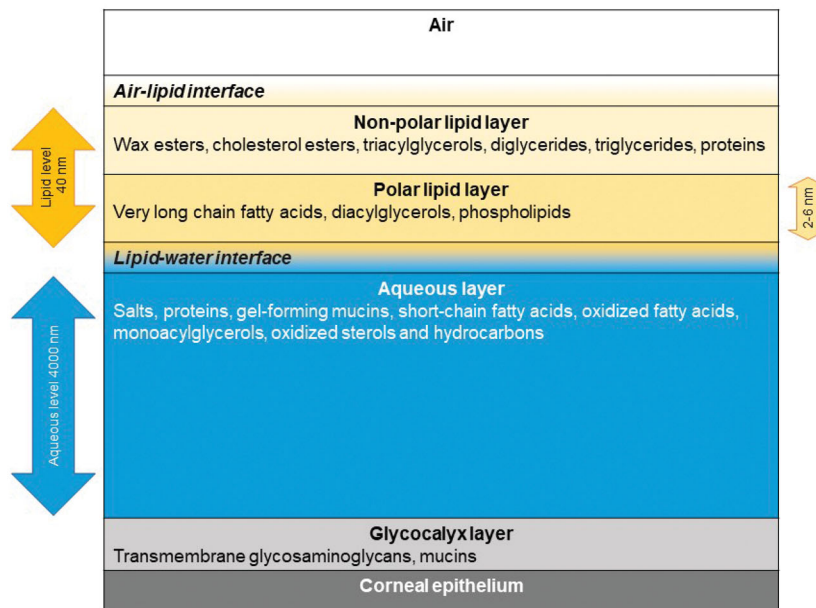 Air
Air-lipid interface
Non-polar lipid layer
Wax esters, cholesterol esters, triacylglycerols, diglycerides, triglycerides, proteins
Lipid level
40 nm
Polar lipid layer
Very long chain fatty acids, diacylglycerols, phospholipids
2-6 nm
Lipid-water interface
Aqueous layer
Salts, proteins, gel-forming mucins, short-chain fatty acids, oxidized fatty acids,
monoacylglycerols, oxidized sterols and hydrocarbons
Aqueous level 4000 nm
Glycocalyx layer
Transmembrane glycosaminoglycans, mucins
Corneal epithelium